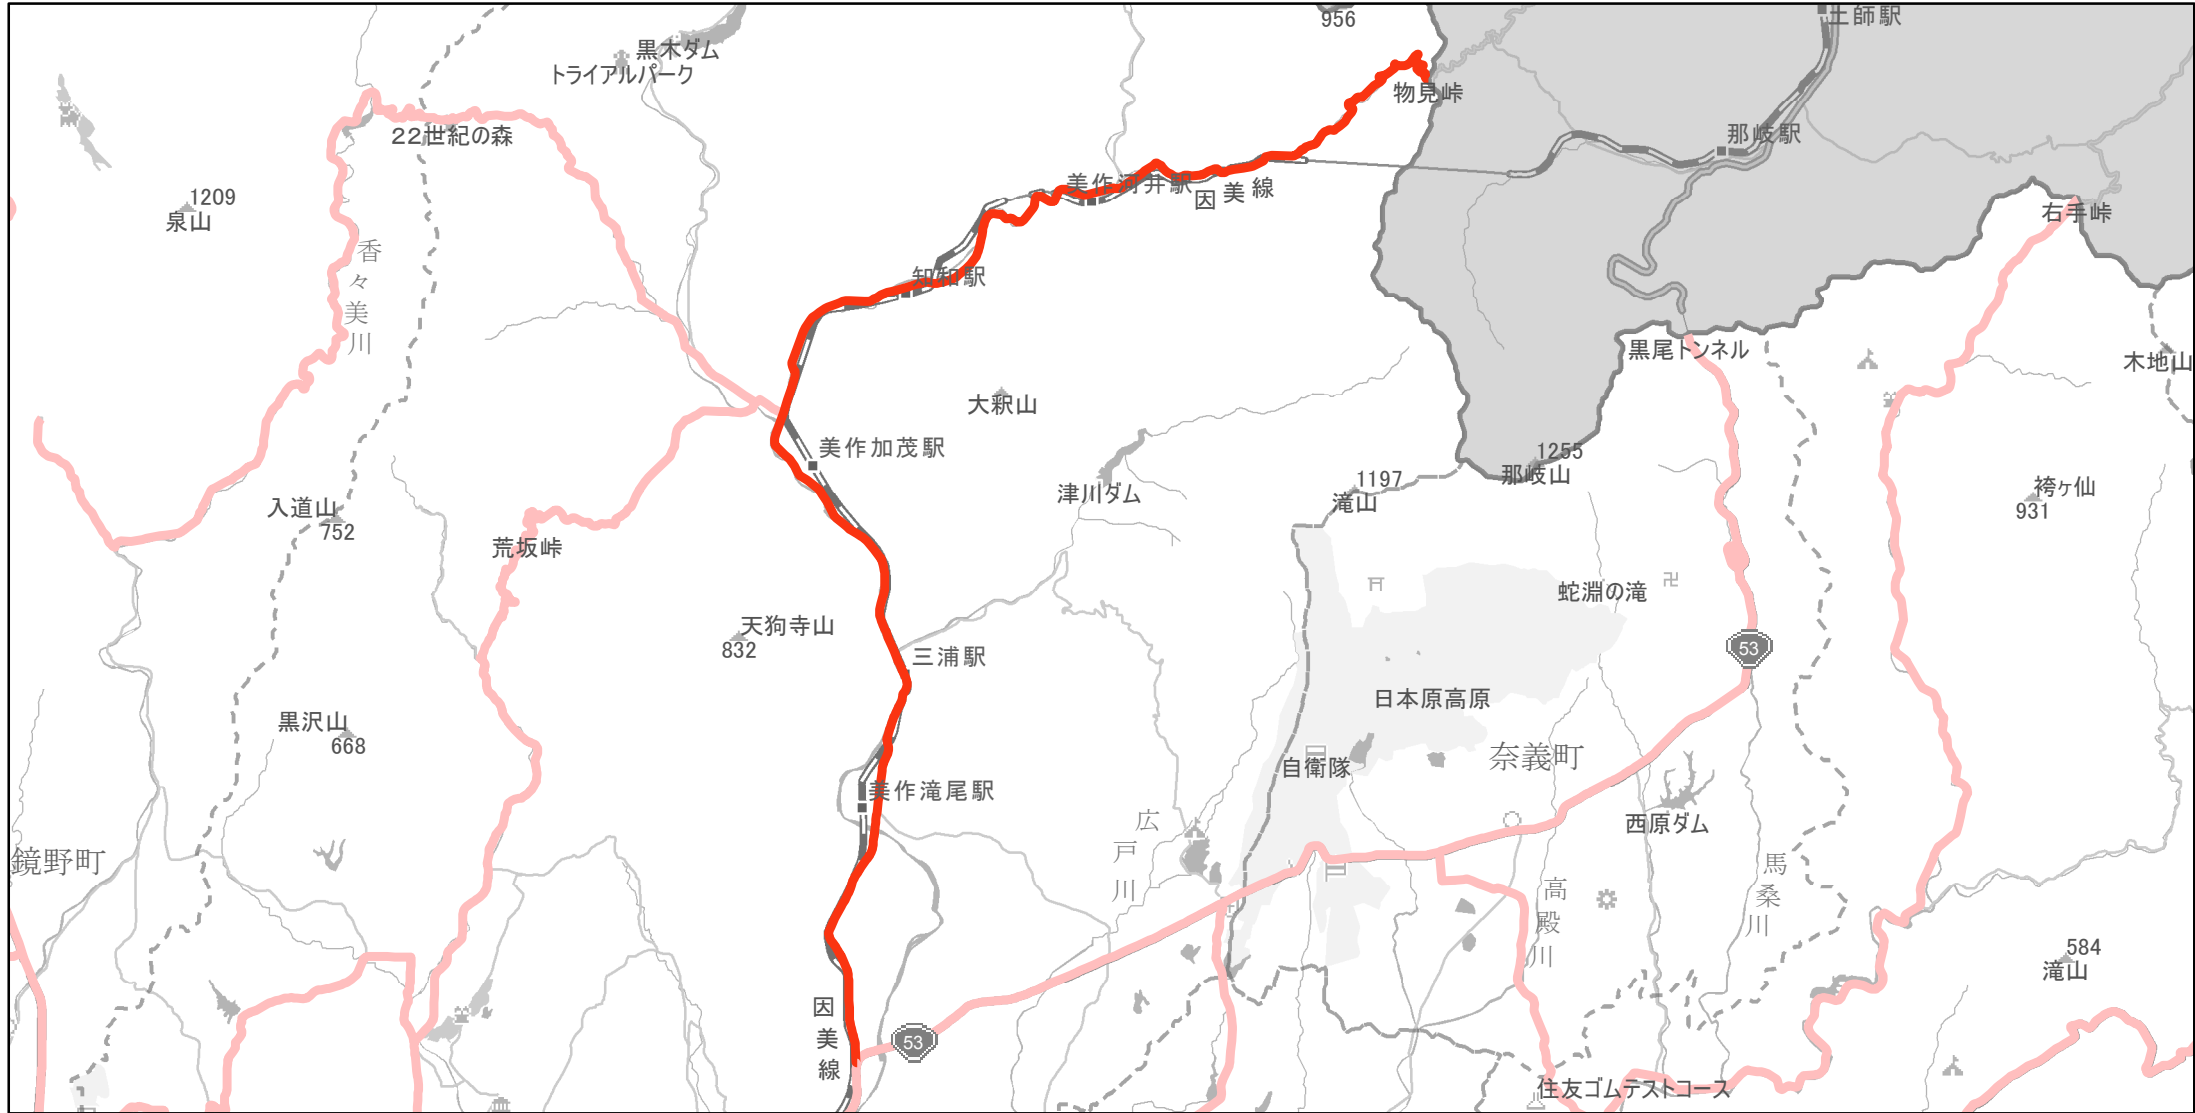 956
土師駅
黒木ダム
トライアルパーク
物見峠
22世紀の森
那岐駅
美作河井駅
因美線
1209
泉山
右手峠
香々美川
知和駅
黒尾トンネル
木地山
大釈山
美作加茂駅
1255
那岐山
1197
滝山
津川ダム
袴ヶ仙
931
入道山
752
荒坂峠
蛇淵の滝
天狗寺山
832
三浦駅
53
日本原高原
黒沢山
668
奈義町
自衛隊
美作滝尾駅
広戸川
西原ダム
鏡野町
馬桑川
高殿川
584
滝山
因美線
53
住友ゴムテストコース